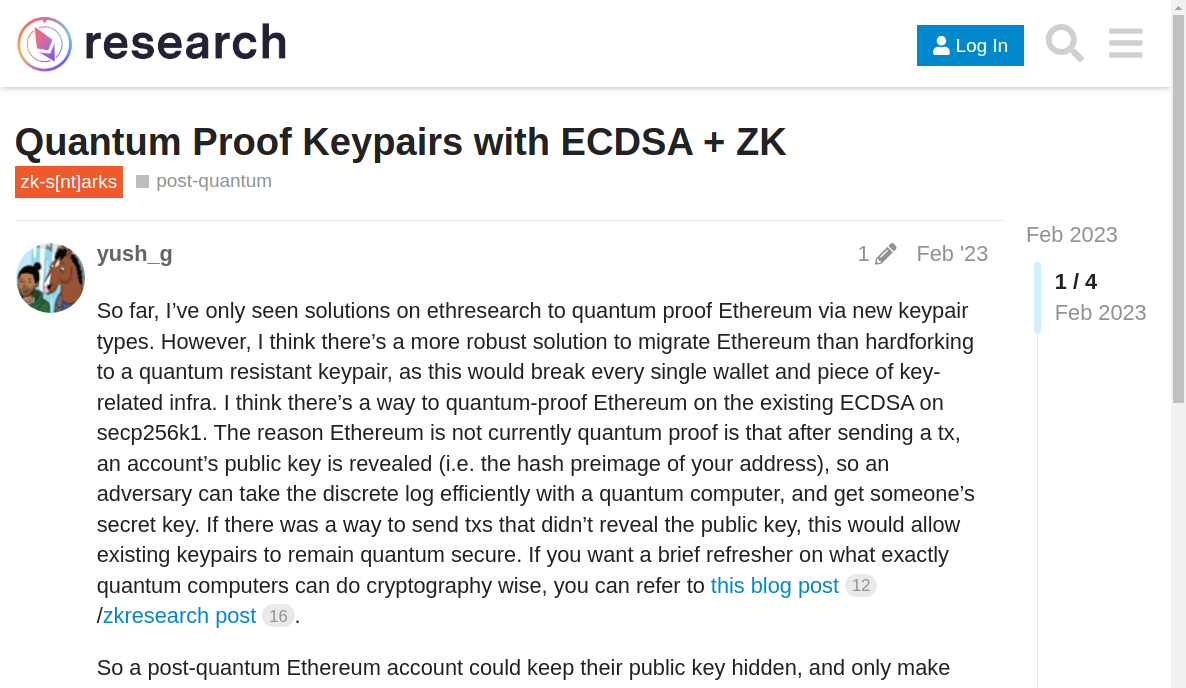 research
Log In
Quantum Proof Keypairs with ECDSA + ZK
zk-s[nt]arks
post-quantum
Feb 2023
yush_g
1
Feb '23
1 / 4
Feb 2023
So far, I’ve only seen solutions on ethresearch to quantum proof Ethereum via new keypair
types. However, I think there’s a more robust solution to migrate Ethereum than hardforking
to a quantum resistant keypair, as this would break every single wallet and piece of key-
related infra. I think there’s a way to quantum-proof Ethereum on the existing ECDSA on
secp256k1. The reason Ethereum is not currently quantum proof is that after sending a tx,
an account’s public key is revealed (i.e. the hash preimage of your address), so an
adversary can take the discrete log efficiently with a quantum computer, and get someone’s
secret key. If there was a way to send txs that didn’t reveal the public key, this would allow
existing keypairs to remain quantum secure. If you want a brief refresher on what exactly
quantum computers can do cryptography wise, you can refer to this blog post 12
/zkresearch post 16.
So a post-quantum Ethereum account could keep their public key hidden, and only make